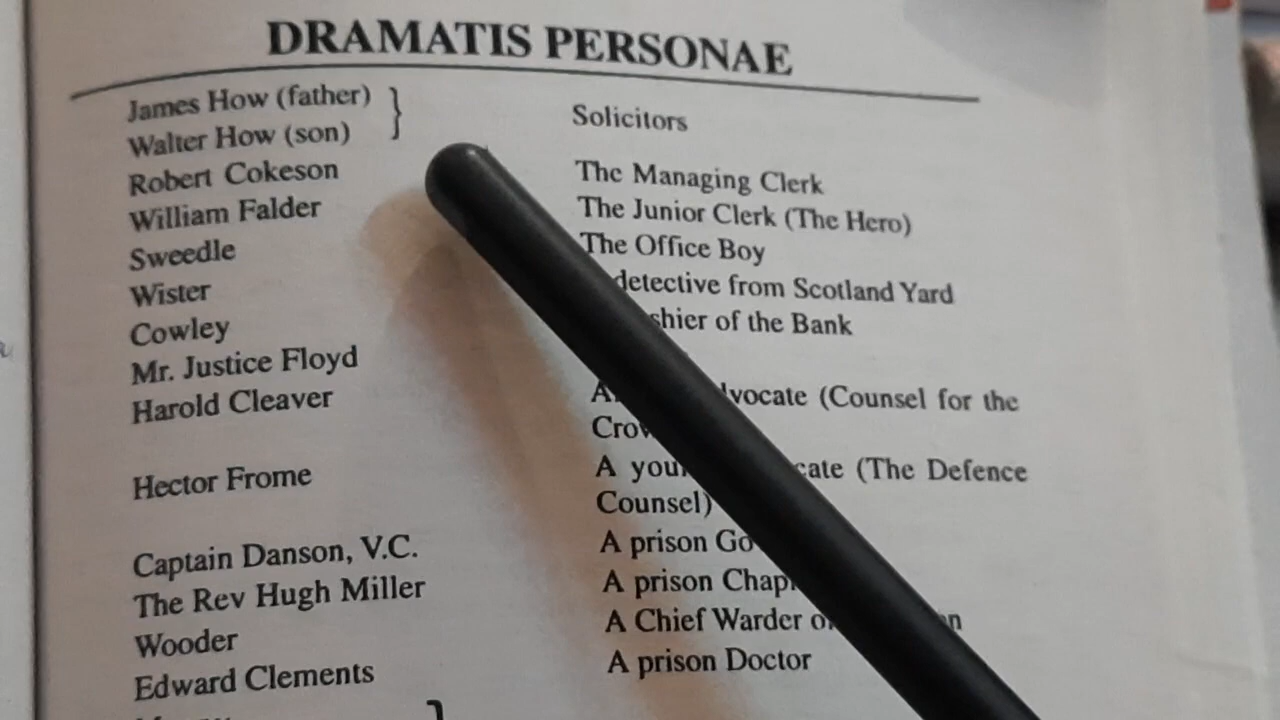 DRAMATIS PERSONAE
James How (father) } Solicitors
Walter How (son)
Robert Cokeson The Managing Clerk
William Falder The Junior Clerk (The Hero)
Sweedle The Office Boy
Wister detective from Scotland Yard
Cowley of the Bank
Mr. Justice Floyd
Harold Cleaver (Counsel for the
Hector Frome A (The Defence
Counsel)
Captain Danson, V.C. A prison
The Rev Hugh Miller A prison
Wooder A Chief Warder
Edward Clements A prison Doctor
}